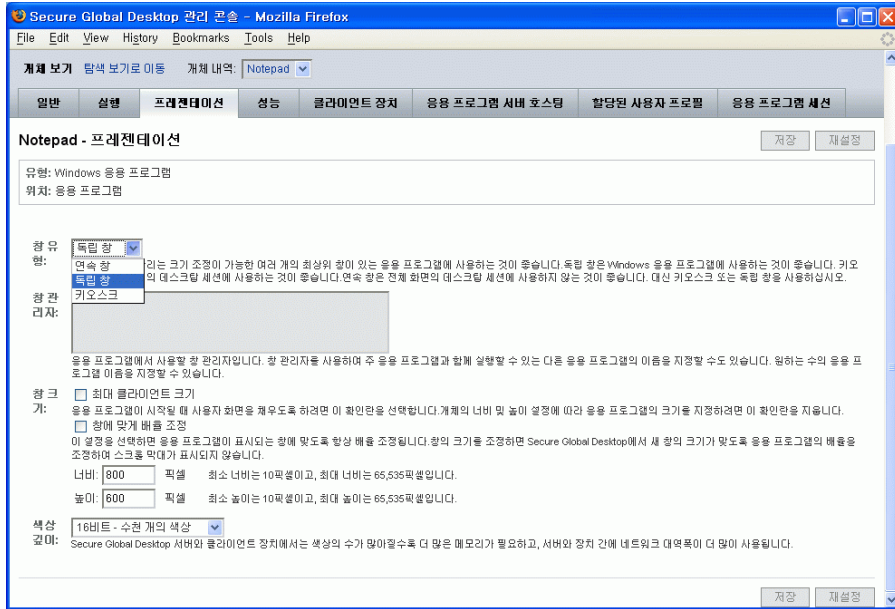 Secure Global Desktop 관리 콘솔 - Mozilla Firefox
File Edit View History Bookmarks Tools Help
개체 보기 탐색 보기로 이동 개체 내역: Notepad
일반 실행 프레젠테이션 성능 클라이언트 장치 응용 프로그램 서버 호스팅 할당된 사용자 프로필 응용 프로그램 세션
Notepad - 프레젠테이션 저장 재설정
유형: Windows 응용 프로그램
위치: 응용 프로그램
창 유형: 독립 창
연속 창
독립 창
키오스크
리는 크기 조정이 가능한 여러 개의 최상위 창이 있는 응용 프로그램에 사용하는 것이 좋습니다.독립 창은 Windows 응용 프로그램에 사용하는 것이 좋습니다. 키오
의 데스크탑 세션에 사용하는 것이 좋습니다.연속 창은 전체 화면의 데스크탑 세션에 사용하지 않는 것이 좋습니다. 대신 키오스크 또는 독립 창을 사용하십시오.
창 관리자:
응용 프로그램에서 사용할 창 관리자입니다. 창 관리자를 사용하여 주 응용 프로그램과 함께 실행할 수 있는 다른 응용 프로그램의 이름을 지정할 수도 있습니다. 원하는 수의 응용 프
로그램 이름을 지정할 수 있습니다.
창 크기: 최대 클라이언트 크기
응용 프로그램이 시작될 때 사용자 화면을 채우도록 하려면 이 확인란을 선택합니다.개체의 너비 및 높이 설정에 따라 응용 프로그램의 크기를 지정하려면 이 확인란을 지웁니다.
창에 맞게 배율 조정
이 설정을 선택하면 응용 프로그램이 표시되는 창에 맞도록 항상 배율 조정됩니다.창의 크기를 조정하면 Secure Global Desktop에서 새 창의 크기가 맞도록 응용 프로그램의 배율을
조정하여 스크롤 막대가 표시되지 않습니다.
너비: 800 픽셀 최소 너비는 10픽셀이고, 최대 너비는 65,535픽셀입니다.
높이: 600 픽셀 최소 높이는 10픽셀이고, 최대 높이는 65,535픽셀입니다.
색상 깊이: 16비트 - 수천 개의 색상
Secure Global Desktop 서버와 클라이언트 장치에서는 색상의 수가 많아질수록 더 많은 메모리가 필요하고, 서버와 장치 간에 네트워크 대역폭이 더 많이 사용됩니다.
저장 재설정